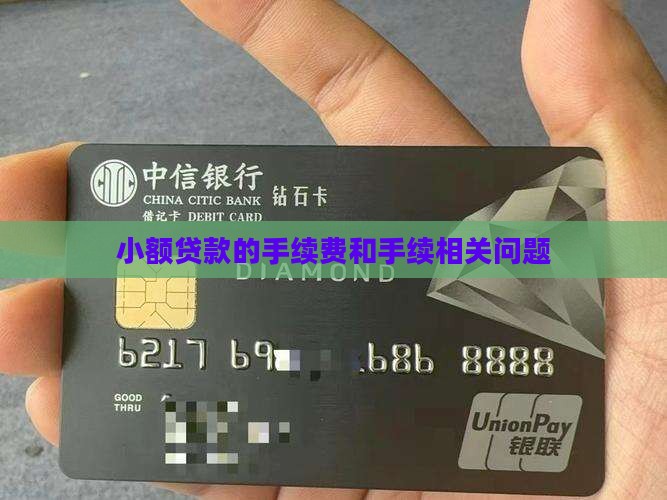 中信银行
CHINA CITIC BANK
借记卡 DEBIT CARD
钻石卡
小额贷款的手续费和手续相关问题
DIAMOND
6217 69 686 8888
GOOD
THRU
UnionPay
银联